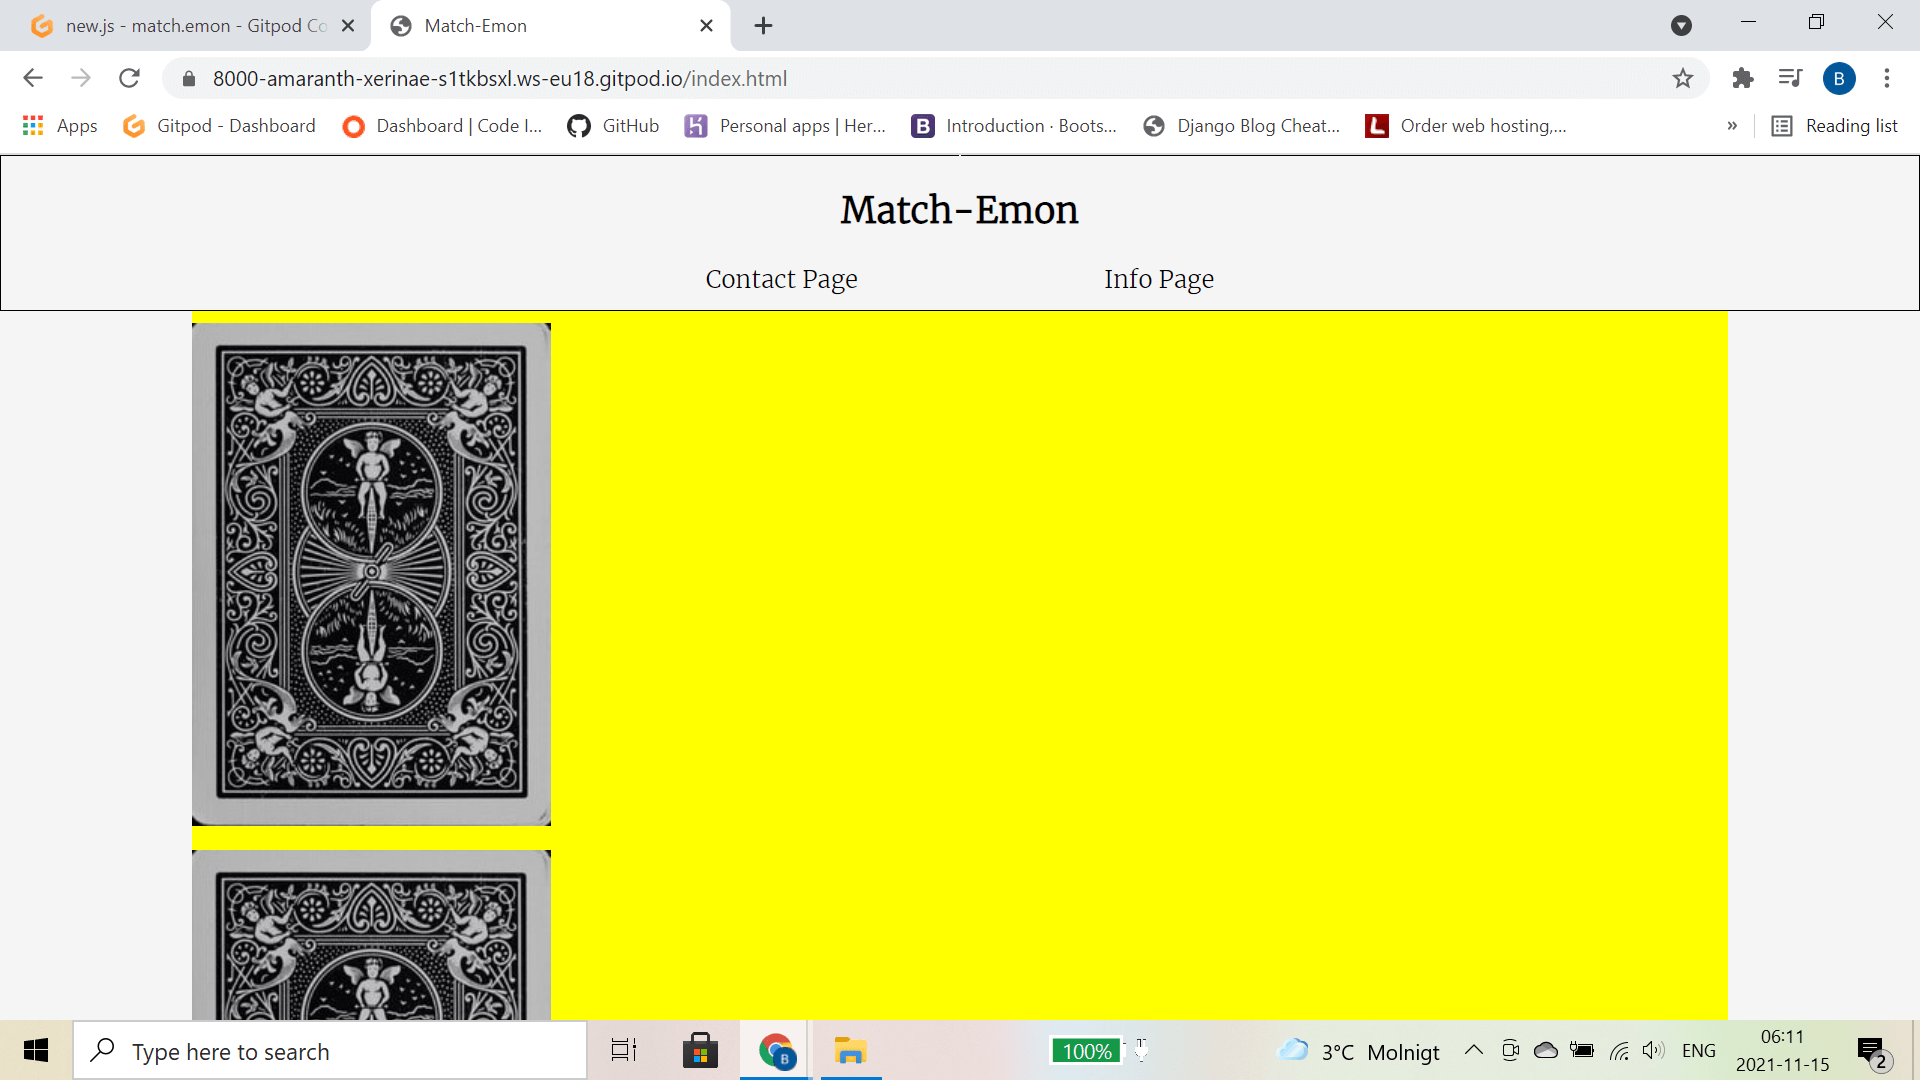 new.js - match.emon - Gitpod Co
Match-Emon
8000-amaranth-xerinae-s1tkbsxl.ws-eu18.gitpod.io/index.html
B
Apps
Gitpod - Dashboard
Dashboard | Code I...
GitHub
Personal apps | Her...
B
Introduction · Boots...
Django Blog Cheat...
L
Order web hosting,...
»
Reading list
Match-Emon
Contact Page
Info Page
Type here to search
B
100%
3°C Molnigt
ENG
06:11
2021-11-15
2